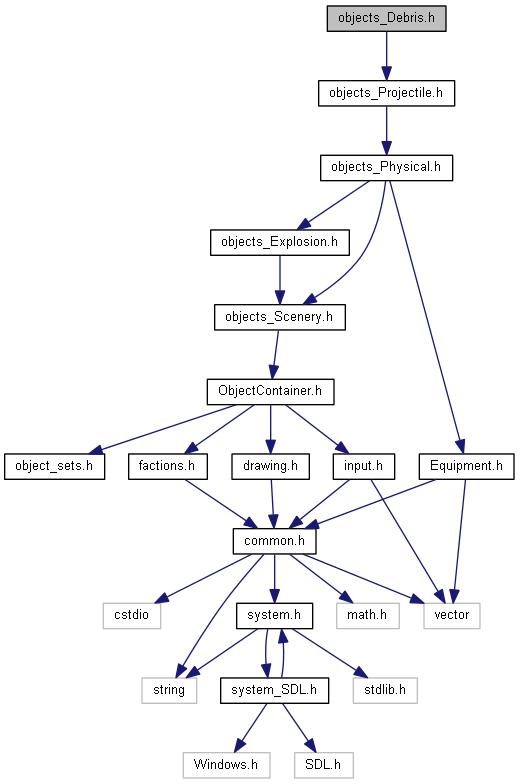 objects_Debris.h
objects_Projectile.h
objects_Physical.h
objects_Explosion.h
objects_Scenery.h
ObjectContainer.h
object_sets.h
factions.h
drawing.h
input.h
Equipment.h
common.h
cstdio
system.h
math.h
vector
string
system_SDL.h
stdlib.h
Windows.h
SDL.h